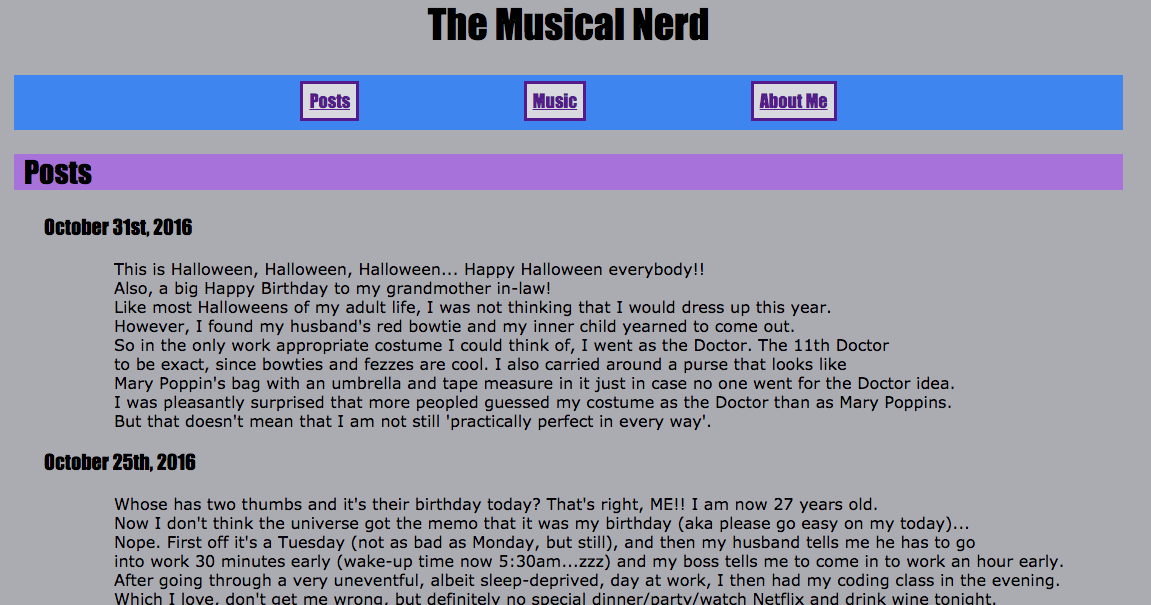 The Musical Nerd
Posts
Music
About Me
Posts
October 31st, 2016
This is Halloween, Halloween, Halloween... Happy Halloween everybody!!
Also, a big Happy Birthday to my grandmother in-law!
Like most Halloweens of my adult life, I was not thinking that I would dress up this year.
However, I found my husband's red bowtie and my inner child yearned to come out.
So in the only work appropriate costume I could think of, I went as the Doctor. The 11th Doctor
to be exact, since bowties and fezzes are cool. I also carried around a purse that looks like
Mary Poppin's bag with an umbrella and tape measure in it just in case no one went for the Doctor idea.
I was pleasantly surprised that more peopled guessed my costume as the Doctor than as Mary Poppins.
But that doesn't mean that I am not still 'practically perfect in every way'.
October 25th, 2016
Whose has two thumbs and it's their birthday today? That's right, ME!! I am now 27 years old.
Now I don't think the universe got the memo that it was my birthday (aka please go easy on my today)...
Nope. First off it's a Tuesday (not as bad as Monday, but still), and then my husband tells me he has to go
into work 30 minutes early (wake-up time now 5:30am...zzz) and my boss tells me to come in to work an hour early.
After going through a very uneventful, albeit sleep-deprived, day at work, I then had my coding class in the evening.
Which I love, don't get me wrong, but definitely no special dinner/party/watch Netflix and drink wine tonight.